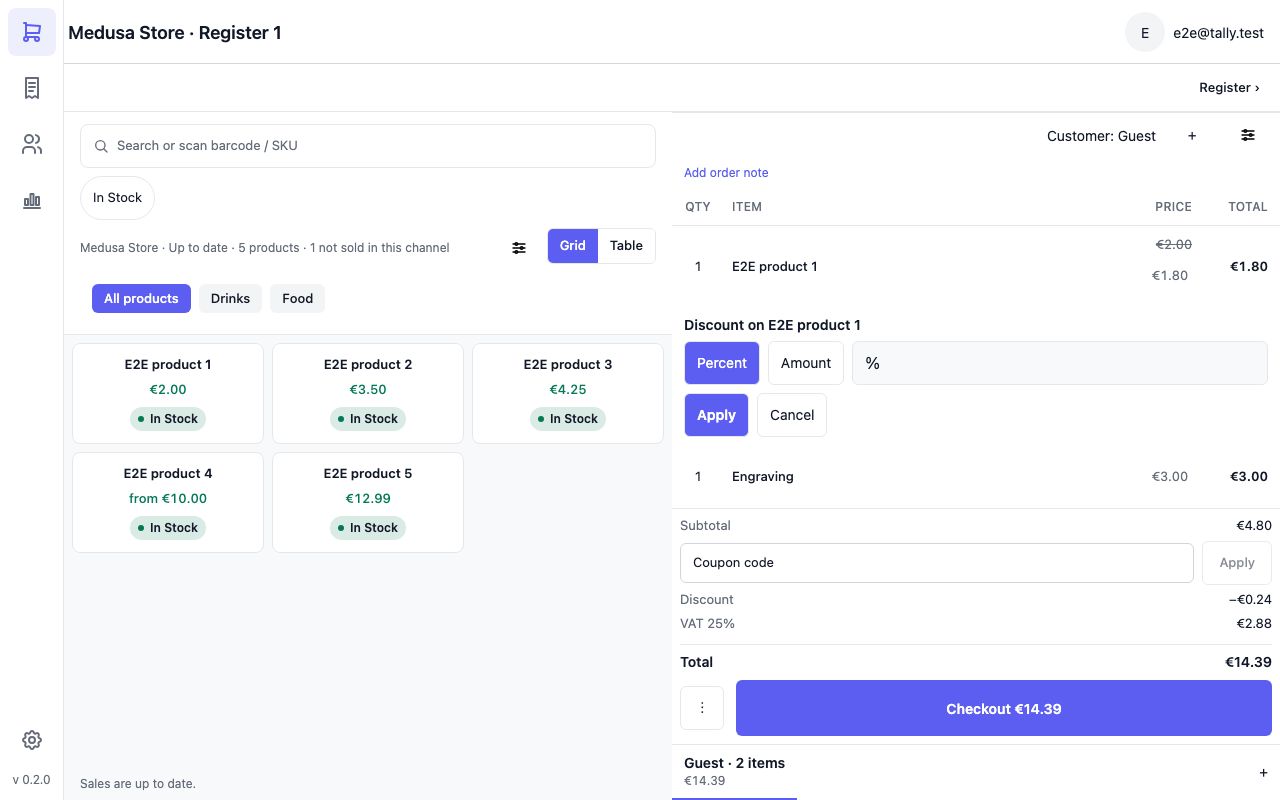 Medusa Store · Register 1
E
e2e@tally.test
Register ›
Search or scan barcode / SKU
In Stock
Medusa Store · Up to date · 5 products · 1 not sold in this channel
Grid
Table
All products
Drinks
Food
E2E product 1
€2.00
In Stock
E2E product 2
€3.50
In Stock
E2E product 3
€4.25
In Stock
E2E product 4
from €10.00
In Stock
E2E product 5
€12.99
In Stock
Sales are up to date.
v 0.2.0
Customer: Guest
+
Add order note
QTY ITEM PRICE TOTAL
€2.00
1 E2E product 1 €1.80 €1.80
Discount on E2E product 1
Percent
Amount
%
Apply
Cancel
1 Engraving €3.00 €3.00
Subtotal €4.80
Coupon code
Apply
Discount −€0.24
VAT 25% €2.88
Total €14.39
Checkout €14.39
Guest · 2 items
€14.39
+